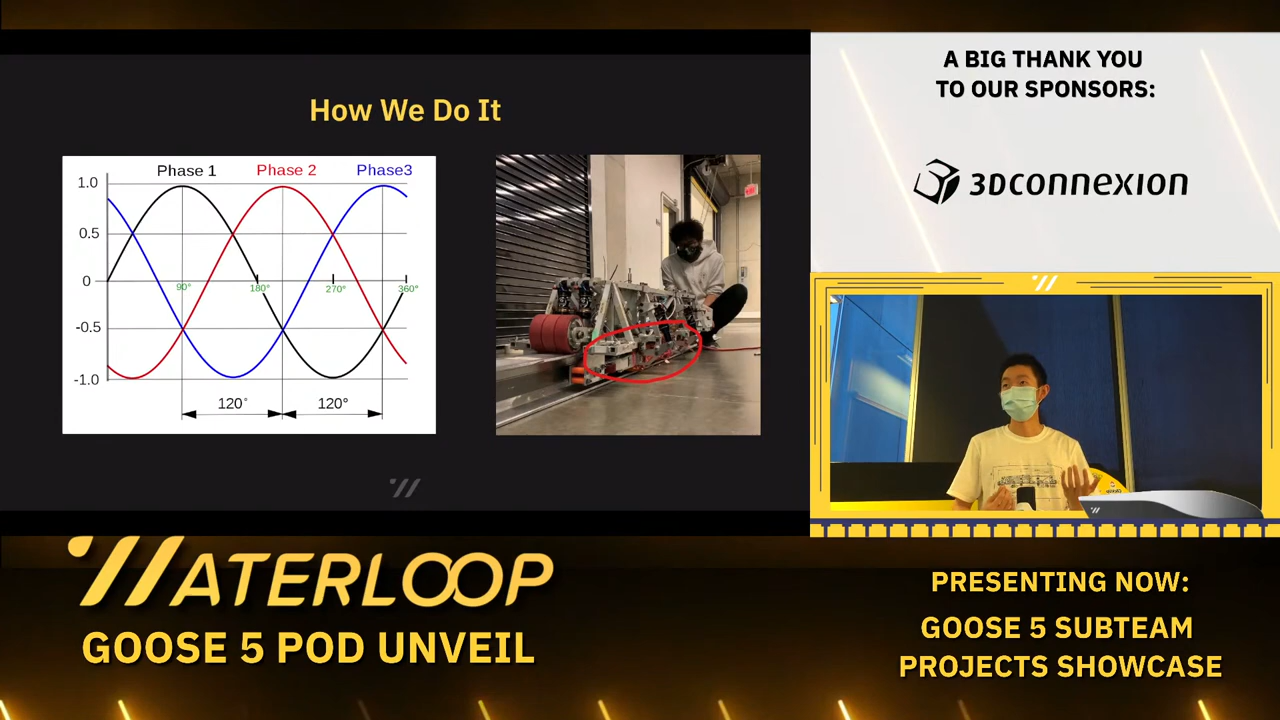 How We Do It
Phase 1 Phase 2 Phase3
1.0
0.5
0
90° 180° 270° 360°
-0.5
-1.0
120° 120°
A BIG THANK YOU
TO OUR SPONSORS:
3DCONNEXION
WATERLOOP
GOOSE 5 POD UNVEIL
PRESENTING NOW:
GOOSE 5 SUBTEAM
PROJECTS SHOWCASE